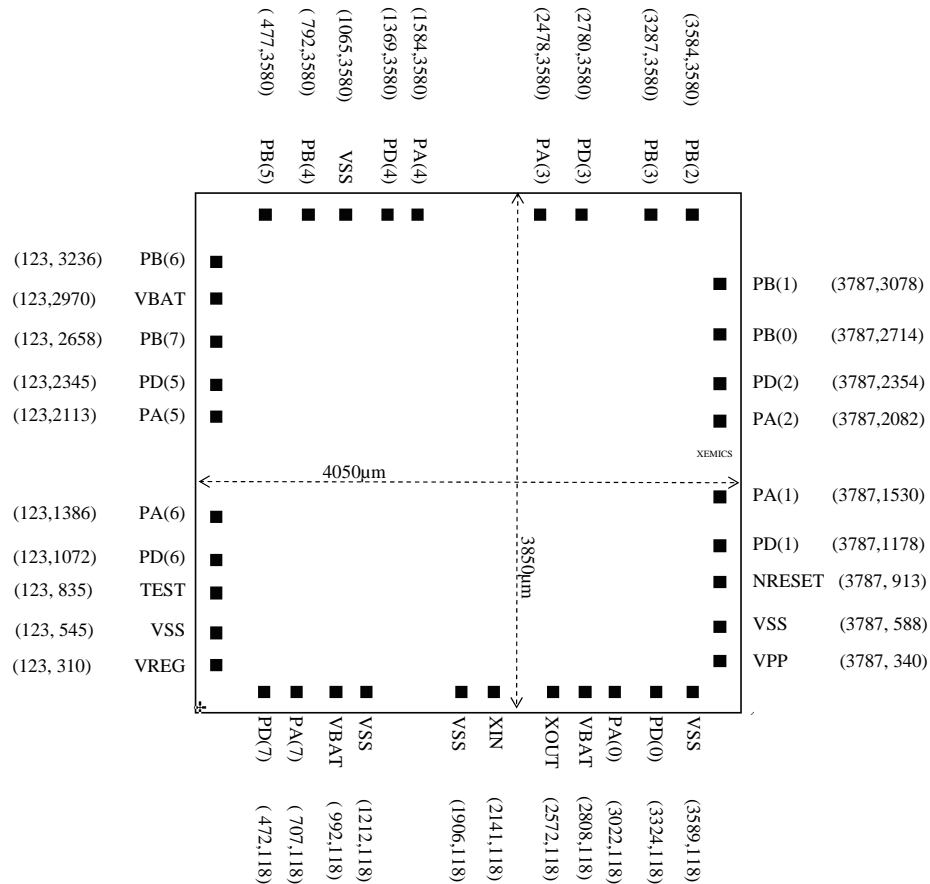 ( 477,3580)
( 792,3580)
(1065,3580)
(1369,3580)
(1584,3580)
(2478,3580)
(2780,3580)
(3287,3580)
(3584,3580)
PB(5)
PB(4)
VSS
PD(4)
PA(4)
PA(3)
PD(3)
PB(3)
PB(2)
(123, 3236) PB(6)
(123,2970) VBAT
(123, 2658) PB(7)
(123,2345) PD(5)
(123,2113) PA(5)
PB(1) (3787,3078)
PB(0) (3787,2714)
PD(2) (3787,2354)
PA(2) (3787,2082)
XEMICS
4050µm
3850µm
(123,1386) PA(6)
(123,1072) PD(6)
(123, 835) TEST
(123, 545) VSS
(123, 310) VREG
PA(1) (3787,1530)
PD(1) (3787,1178)
NRESET (3787, 913)
VSS (3787, 588)
VPP (3787, 340)
PD(7)
PA(7)
VBAT
VSS
VSS
XIN
XOUT
VBAT
PA(0)
PD(0)
VSS
( 472,118)
( 707,118)
( 992,118)
(1212,118)
(1906,118)
(2141,118)
(2572,118)
(2808,118)
(3022,118)
(3324,118)
(3589,118)